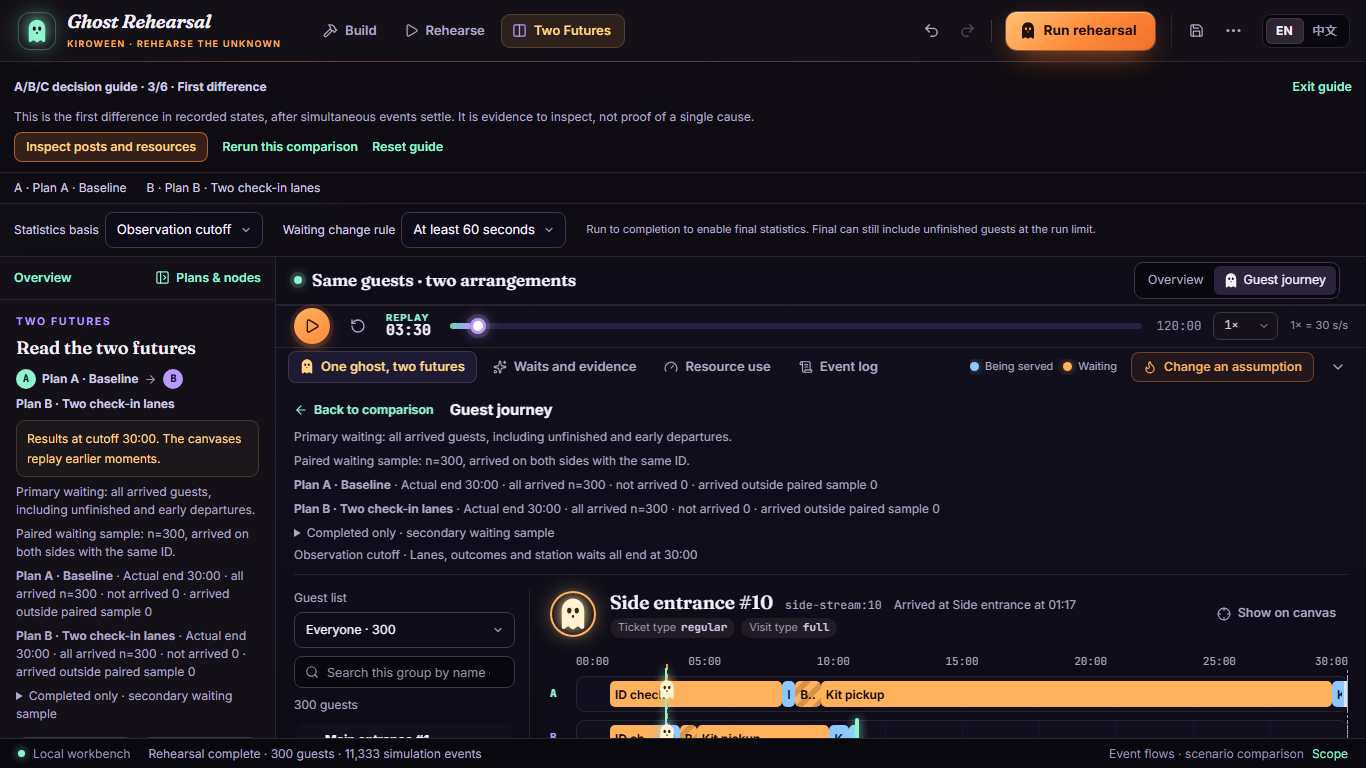 Ghost Rehearsal
KIROWEEN · REHEARSE THE UNKNOWN
Build
Rehearse
Two Futures
Run rehearsal
EN
中文
A/B/C decision guide · 3/6 · First difference
Exit guide
This is the first difference in recorded states, after simultaneous events settle. It is evidence to inspect, not proof of a single cause.
Inspect posts and resources
Rerun this comparison
Reset guide
A · Plan A · Baseline
B · Plan B · Two check-in lanes
Statistics basis
Observation cutoff
Waiting change rule
At least 60 seconds
Run to completion to enable final statistics. Final can still include unfinished guests at the run limit.
Overview
Plans & nodes
TWO FUTURES
Read the two futures
A Plan A · Baseline → B
Plan B · Two check-in lanes
Results at cutoff 30:00. The canvases
replay earlier moments.
Primary waiting: all arrived guests,
including unfinished and early departures.
Paired waiting sample: n=300, arrived on
both sides with the same ID.
Plan A · Baseline · Actual end 30:00 · all
arrived n=300 · not arrived 0 · arrived
outside paired sample 0
Plan B · Two check-in lanes · Actual end
30:00 · all arrived n=300 · not arrived 0 ·
arrived outside paired sample 0
Completed only · secondary waiting
sample
Same guests · two arrangements
Overview
Guest journey
REPLAY
03:30
120:00
1×
1× = 30 s/s
One ghost, two futures
Waits and evidence
Resource use
Event log
Being served
Waiting
Change an assumption
Back to comparison
Guest journey
Primary waiting: all arrived guests, including unfinished and early departures.
Paired waiting sample: n=300, arrived on both sides with the same ID.
Plan A · Baseline · Actual end 30:00 · all arrived n=300 · not arrived 0 · arrived outside paired sample 0
Plan B · Two check-in lanes · Actual end 30:00 · all arrived n=300 · not arrived 0 · arrived outside paired sample 0
Completed only · secondary waiting sample
Observation cutoff · Lanes, outcomes and station waits all end at 30:00
Guest list
Everyone · 300
Search this group by name
300 guests
Side entrance #10
side-stream:10
Arrived at Side entrance at 01:17
Ticket type regular
Visit type full
Show on canvas
00:00
05:00
10:00
15:00
20:00
25:00
30:00
A
ID chec
I
B..
Kit pickup
K
B
Local workbench
Rehearsal complete · 300 guests · 11,333 simulation events
Event flows · scenario comparison
Scope